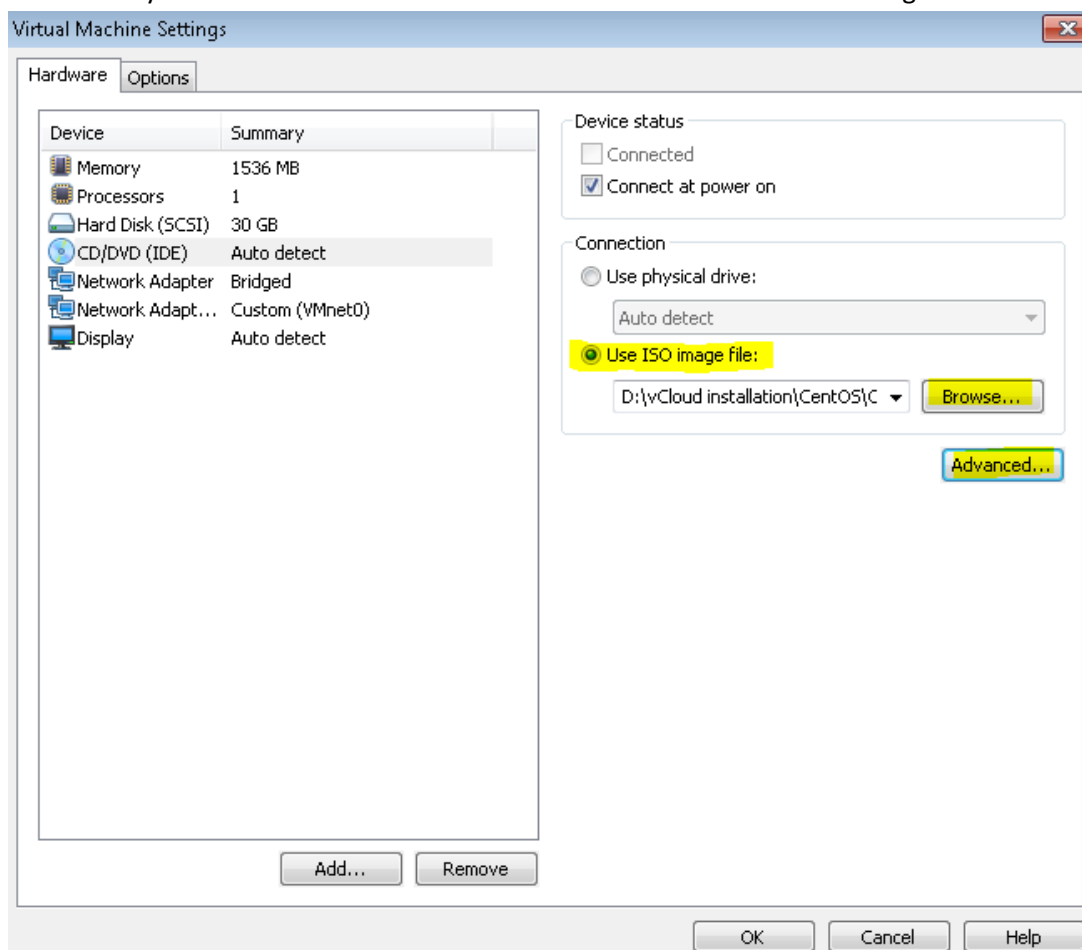 Virtual Machine Settings
Hardware Options
Device Summary
Memory 1536 MB
Processors 1
Hard Disk (SCSI) 30 GB
CD/DVD (IDE) Auto detect
Network Adapter Bridged
Network Adapt... Custom (VMnet0)
Display Auto detect
Add... Remove
Device status
Connected
Connect at power on
Connection
Use physical drive:
Auto detect
Use ISO image file:
D:\vCloud installation\CentOS\C Browse...
Advanced...
OK Cancel Help